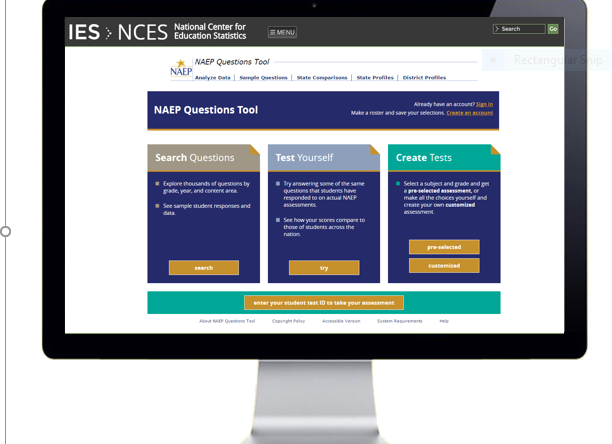 IES NCES National Center for Education Statistics
MENU
Search Go
Rectangular Snip
NAEP NAEP Questions Tool
Analyze Data | Sample Questions | State Comparisons | State Profiles | District Profiles
NAEP Questions Tool
Already have an account? Sign in
Make a roster and save your selections. Create an account
Search Questions
Explore thousands of questions by
grade, year, and content area.
See sample student responses and
data.
search
Test Yourself
Try answering some of the same
questions that students have
responded to on actual NAEP
assessments.
See how your scores compare to
those of students across the
nation.
try
Create Tests
Select a subject and grade and get
a pre-selected assessment, or
make all the choices yourself and
create your own customized
assessment.
pre-selected
customized
enter your student test ID to take your assessment
About NAEP Questions Tool Copyright Policy Accessible Version System Requirements Help